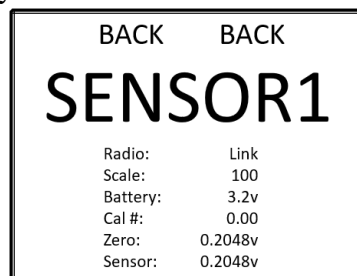 BACK BACK
SENSOR1
Radio: Link
Scale: 100
Battery: 3.2v
Cal #: 0.00
Zero: 0.2048v
Sensor: 0.2048v